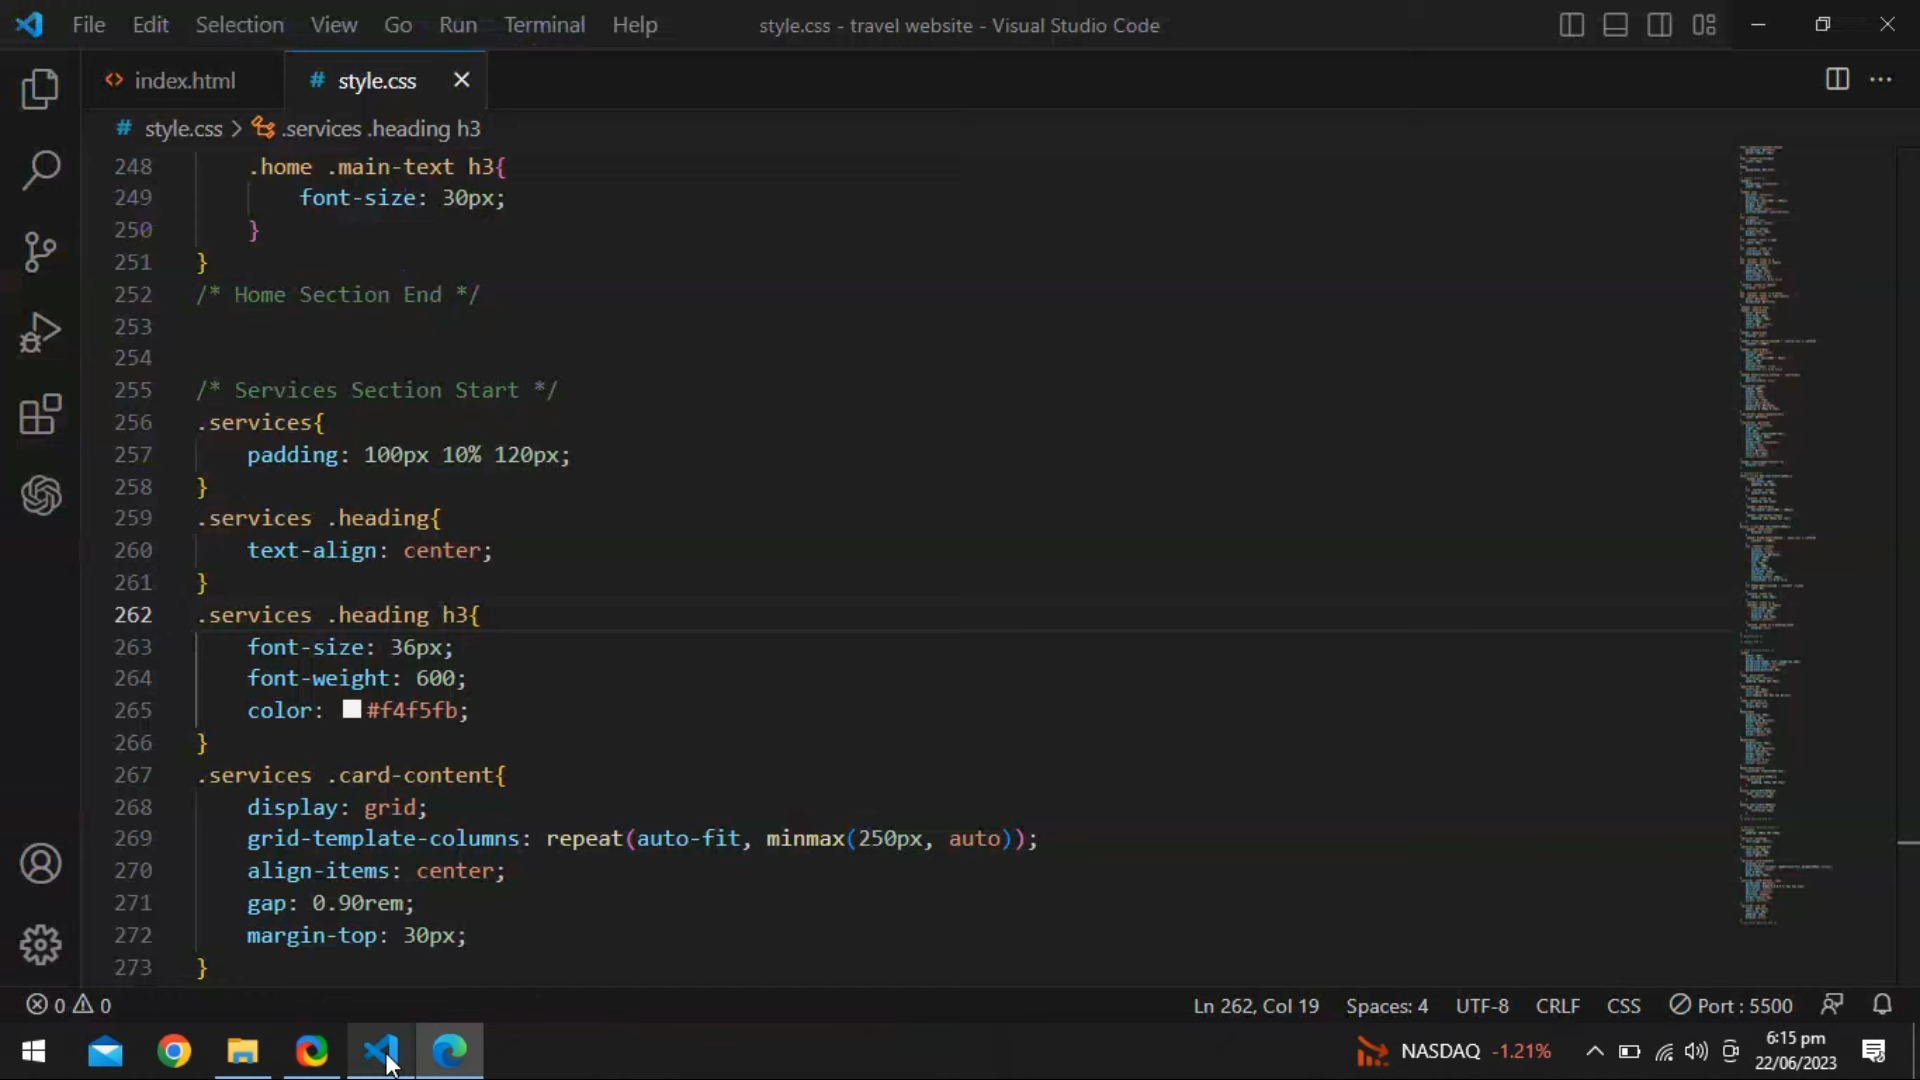 File Edit Selection View Go Run Terminal Help style.css - travel website - Visual Studio Code
<> index.html # style.css
# style.css > .services .heading h3
248 .home .main-text h3{
249 font-size: 30px;
250 }
251 }
252 /* Home Section End */
253
254
255 /* Services Section Start */
256 .services{
257 padding: 100px 10% 120px;
258 }
259 .services .heading{
260 text-align: center;
261 }
262 .services .heading h3{
263 font-size: 36px;
264 font-weight: 600;
265 color: #f4f5fb;
266 }
267 .services .card-content{
268 display: grid;
269 grid-template-columns: repeat(auto-fit, minmax(250px, auto));
270 align-items: center;
271 gap: 0.90rem;
272 margin-top: 30px;
273 }
0 0 Ln 262, Col 19 Spaces: 4 UTF-8 CRLF CSS Port : 5500
NASDAQ -1.21% 6:15 pm
22/06/2023